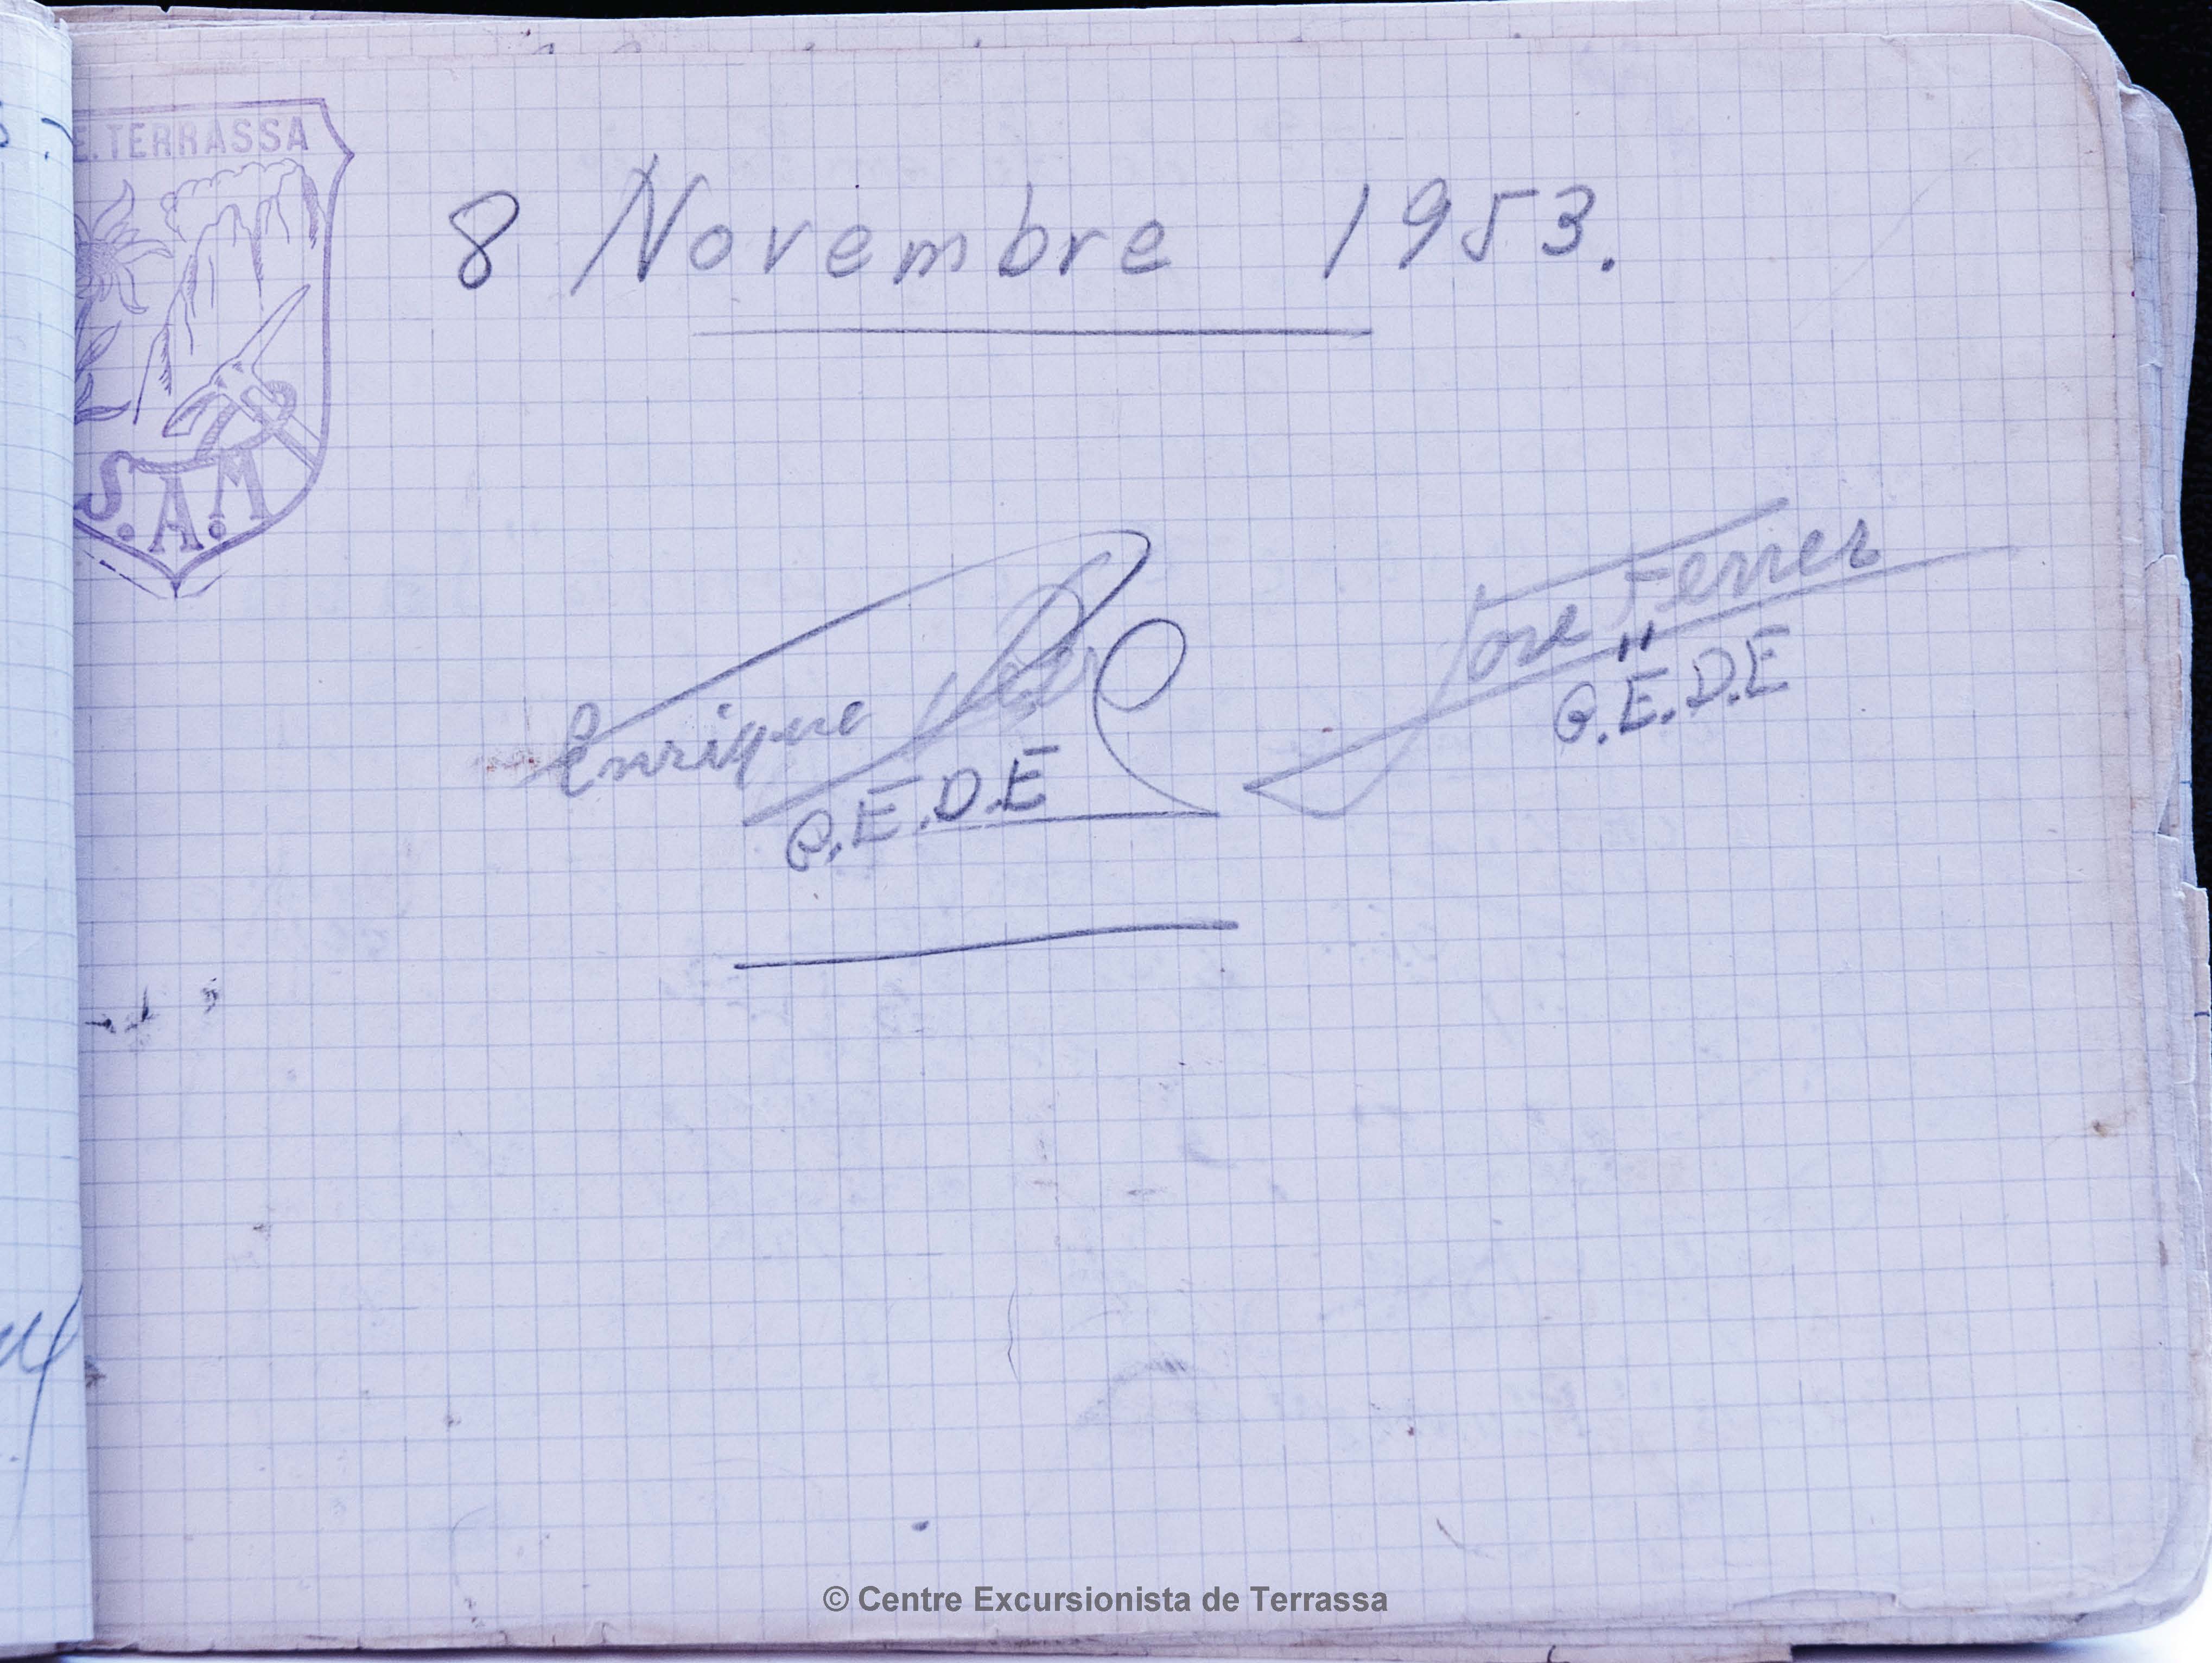 E. TERRASSA
S.A.M
8 Novembre 1953.
Enrique
G.E.D.E
Jose Ferrer
G.E.D.E
© Centre Excursionista de Terrassa